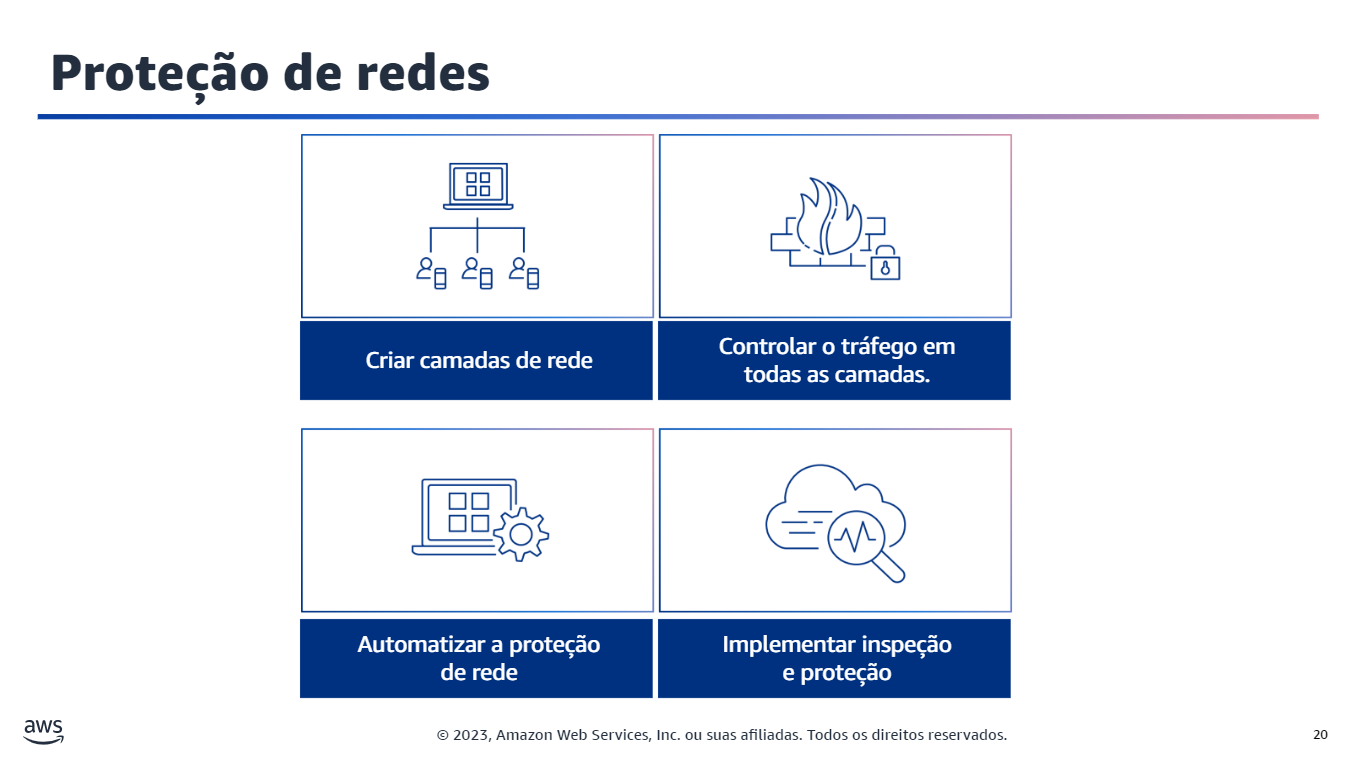 Proteção de redes
Criar camadas de rede
Controlar o tráfego em
todas as camadas.
Automatizar a proteção
de rede
Implementar inspeção
e proteção
aws
© 2023, Amazon Web Services, Inc. ou suas afiliadas. Todos os direitos reservados.
20